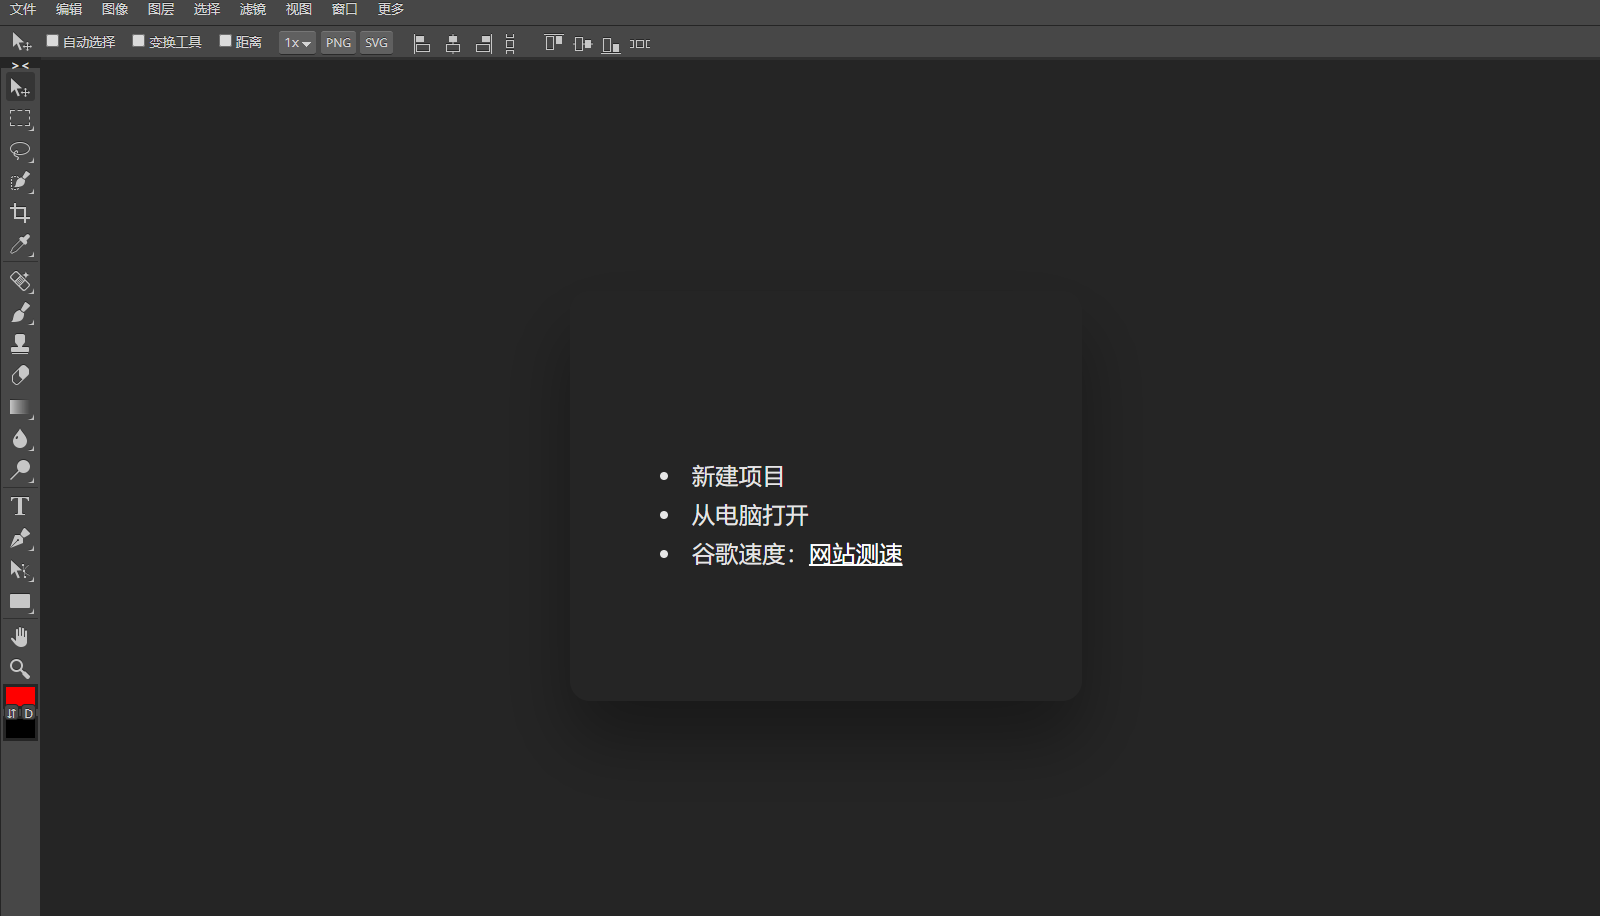 文件 编辑 图像 图层 选择 滤镜 视图 窗口 更多
自动选择 变换工具 距离 1x PNG SVG
> <
新建项目
从电脑打开
谷歌速度：网站测速
T
D